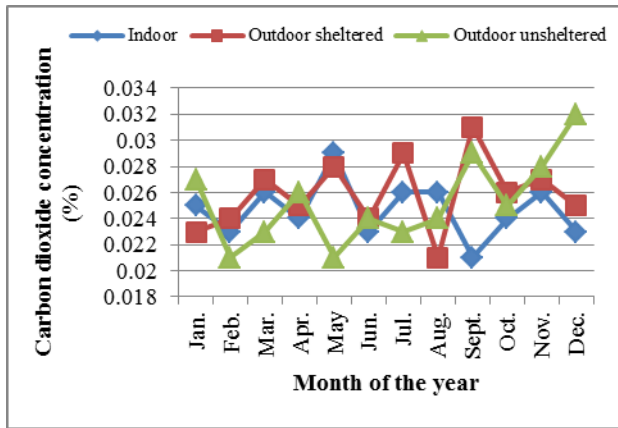 Indoor Outdoor sheltered Outdoor unsheltered
Carbon dioxide concentration
(%)
0.034
0.032
0.03
0.028
0.026
0.024
0.022
0.02
0.018
Jan. Feb. Mar. Apr. May Jun. Jul. Aug. Sept. Oct. Nov. Dec.
Month of the year